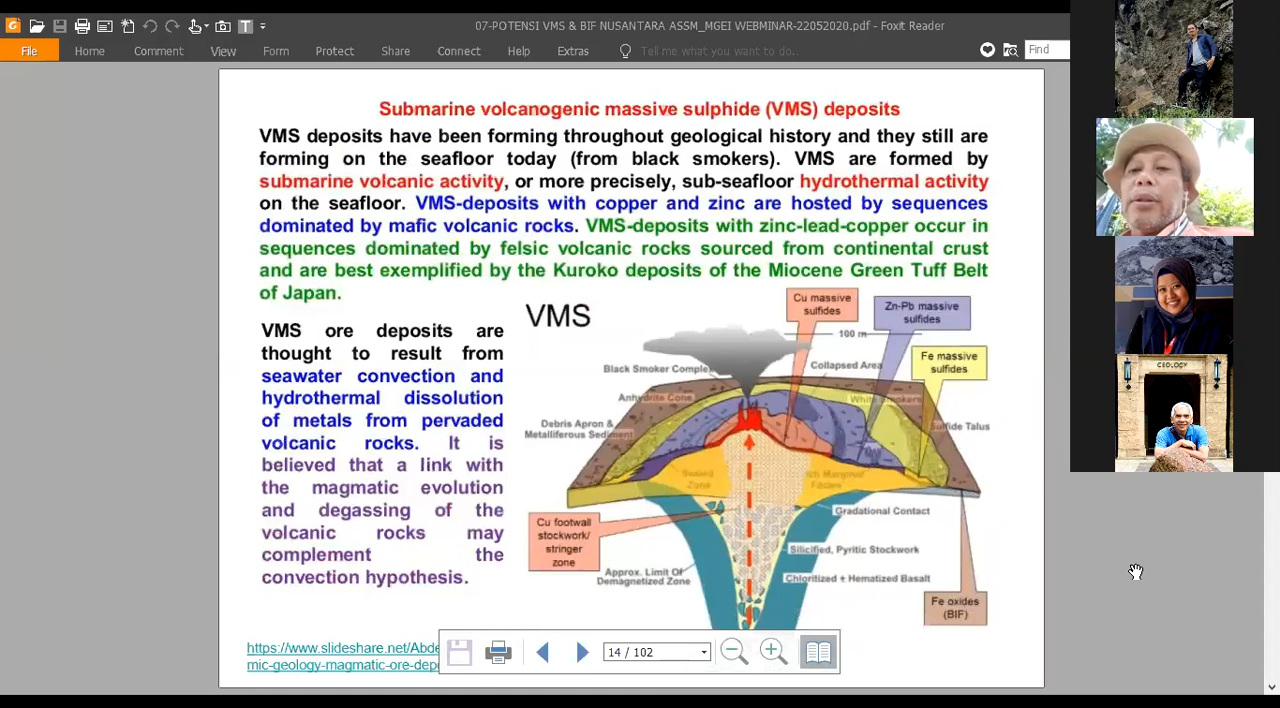 07-POTENSI VMS & BIF NUSANTARA ASSM_MGEI WEBMINAR-22052020.pdf - Foxit Reader
File Home Comment View Form Protect Share Connect Help Extras Tell me what you want to do.. Find
Submarine volcanogenic massive sulphide (VMS) deposits
VMS deposits have been forming throughout geological history and they still are
forming on the seafloor today (from black smokers). VMS are formed by
submarine volcanic activity, or more precisely, sub-seafloor hydrothermal activity
on the seafloor. VMS-deposits with copper and zinc are hosted by sequences
dominated by mafic volcanic rocks. VMS-deposits with zinc-lead-copper occur in
sequences dominated by felsic volcanic rocks sourced from continental crust
and are best exemplified by the Kuroko deposits of the Miocene Green Tuff Belt
of Japan.
VMS ore deposits are
thought to result from
seawater convection and
hydrothermal dissolution
of metals from pervaded
volcanic rocks. It is
believed that a link with
the magmatic evolution
and degassing of the
volcanic rocks may
complement the
convection hypothesis.
VMS
Cu massive
sulfides
Zn-Pb massive
sulfides
100 m
Fe massive
sulfides
Black Smoker Comple
Collapsed Area
Anhydrite Cone
White Smokers
Debris Apron &
Metalliferous Sediment
Sulfide Talus
Zone
Facies
Gradational Contact
Cu footwall
stockwork/
stringer
zone
Silicified, Pyritic Stockwork
Approx. Limit Of
Demagnetized Zone
Chloritized + Hematized Basalt
Fe oxides
(BIF)
https://www.slideshare.net/Abde
mic-geology-magmatic-ore-depo
14 / 102
GEOLOGY